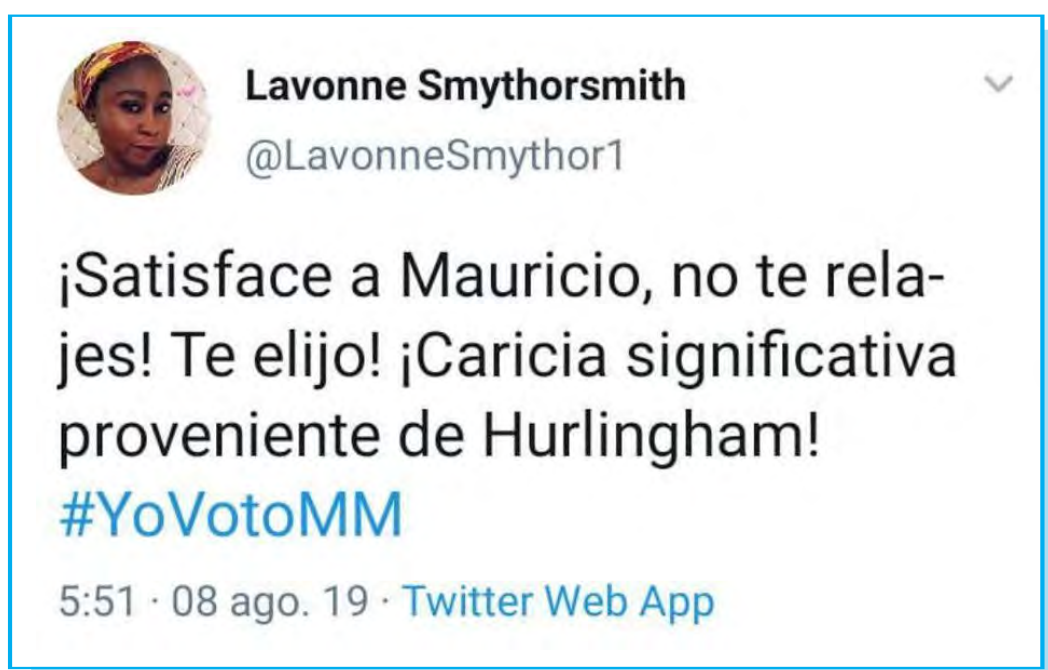 Lavonne Smythorsmith
@LavonneSmythor1
¡Satisface a Mauricio, no te rela-
jes! Te elijo! ¡Caricia significativa
proveniente de Hurlingham!
#YoVotoMM
5:51 · 08 ago. 19 · Twitter Web App